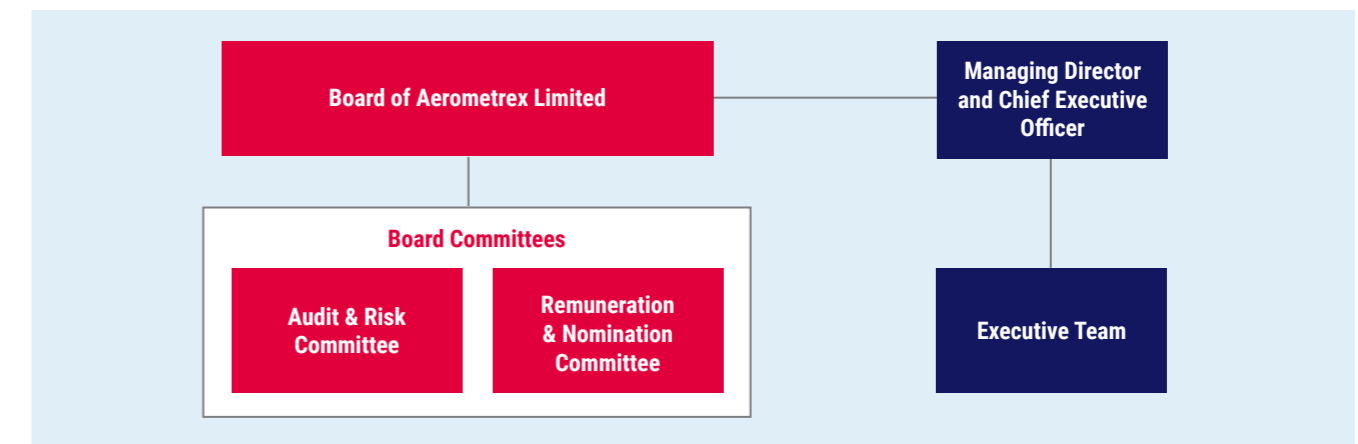 Board of Aerometrex Limited
Managing Director
and Chief Executive
Officer
Board Committees
Audit & Risk
Committee
Remuneration
& Nomination
Committee
Executive Team